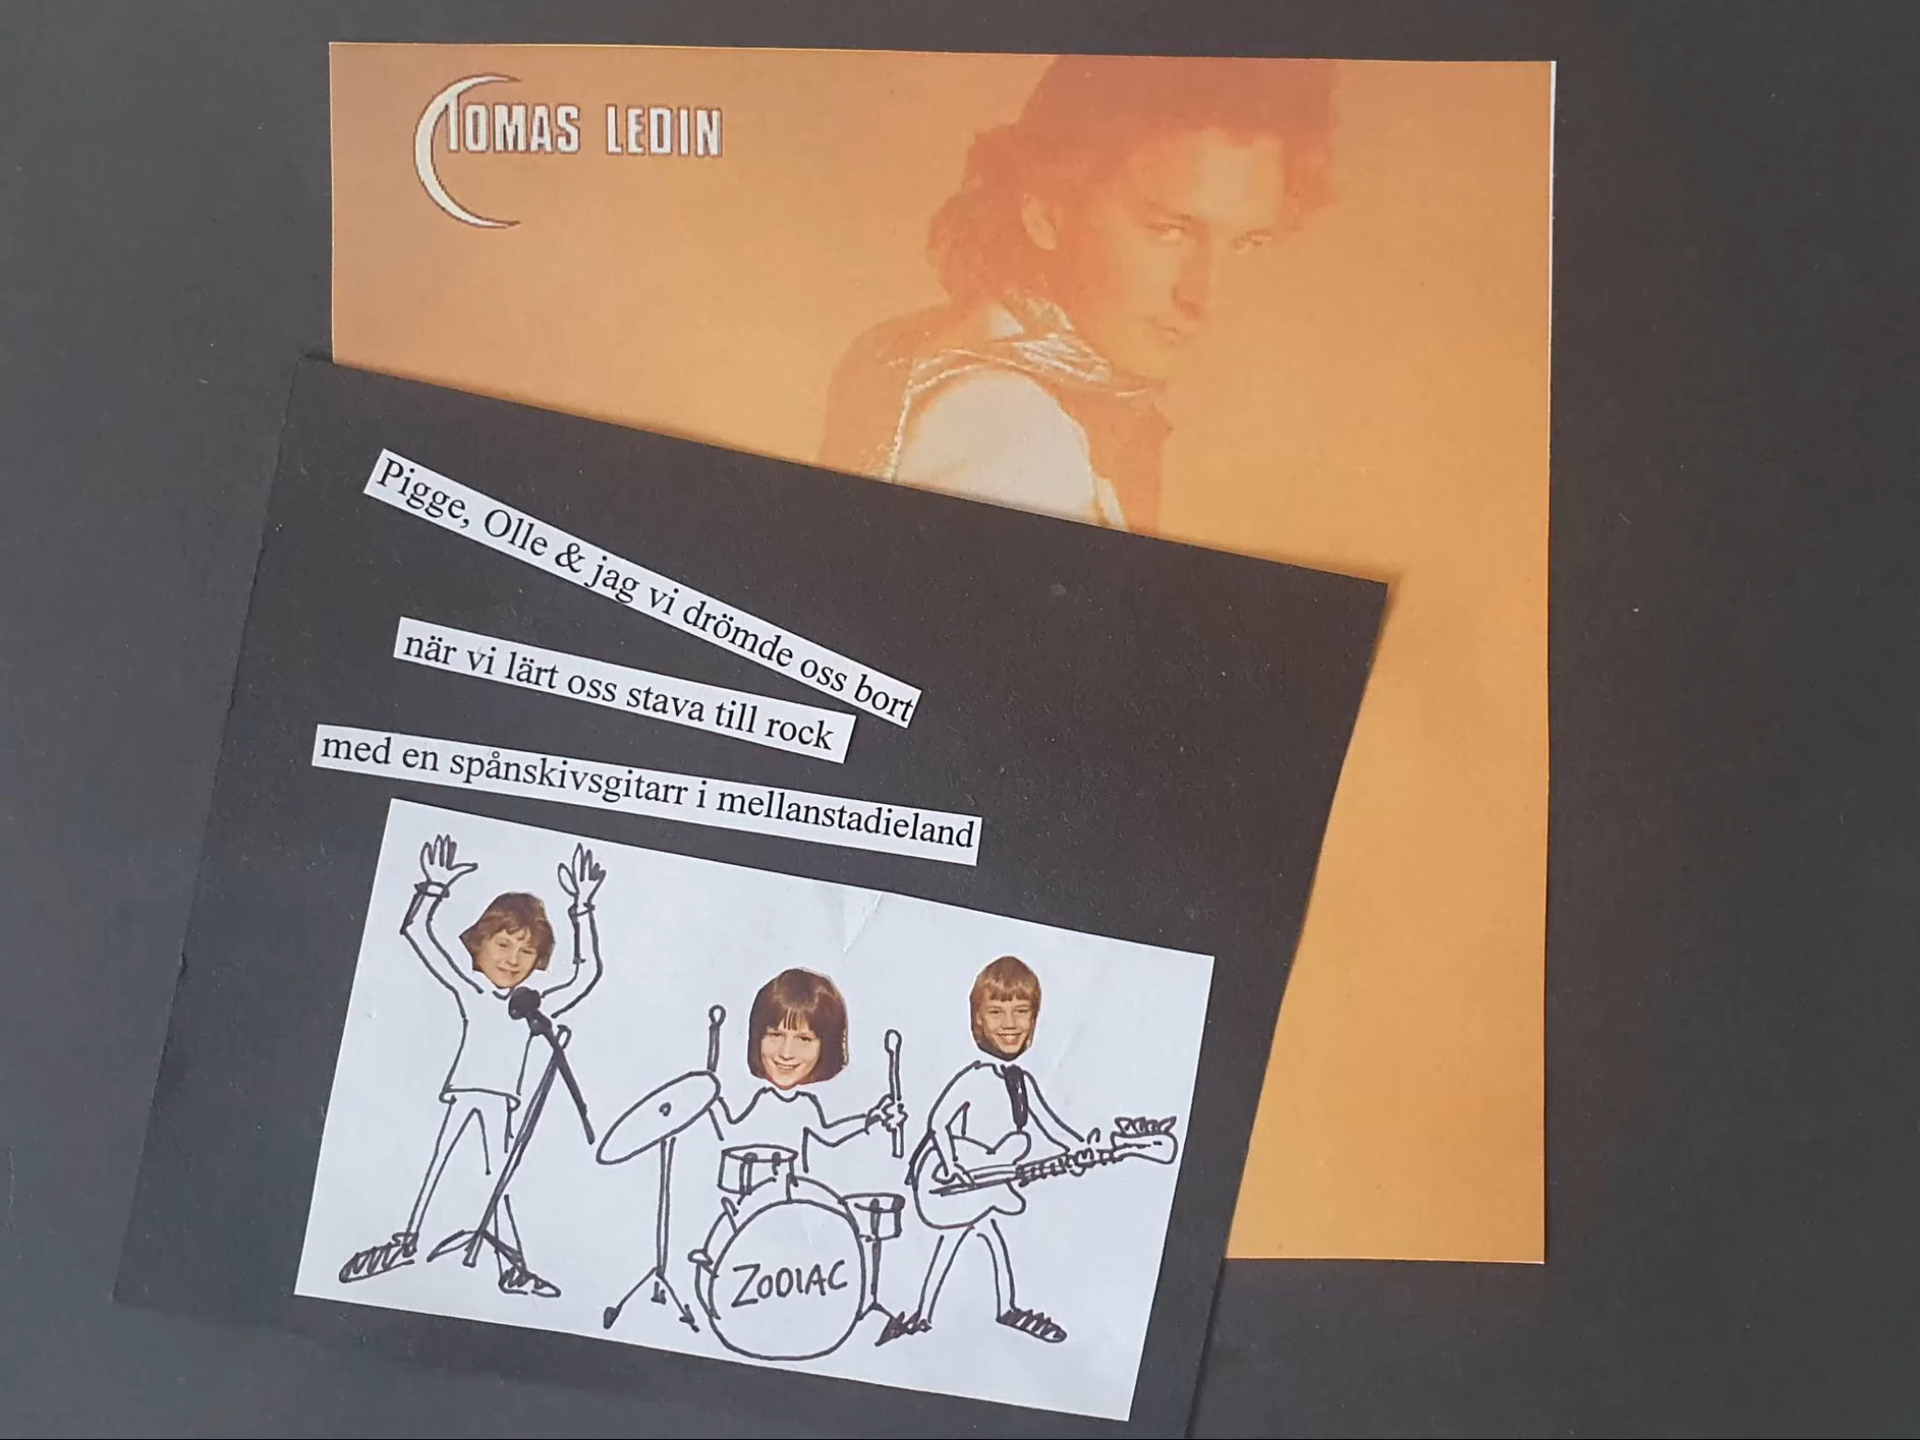 TOMAS LEDIN
Pigge, Olle & jag vi drömde oss bort
när vi lärt oss stava till rock
med en spånskivsgitarr i mellanstadieland
ZODIAC